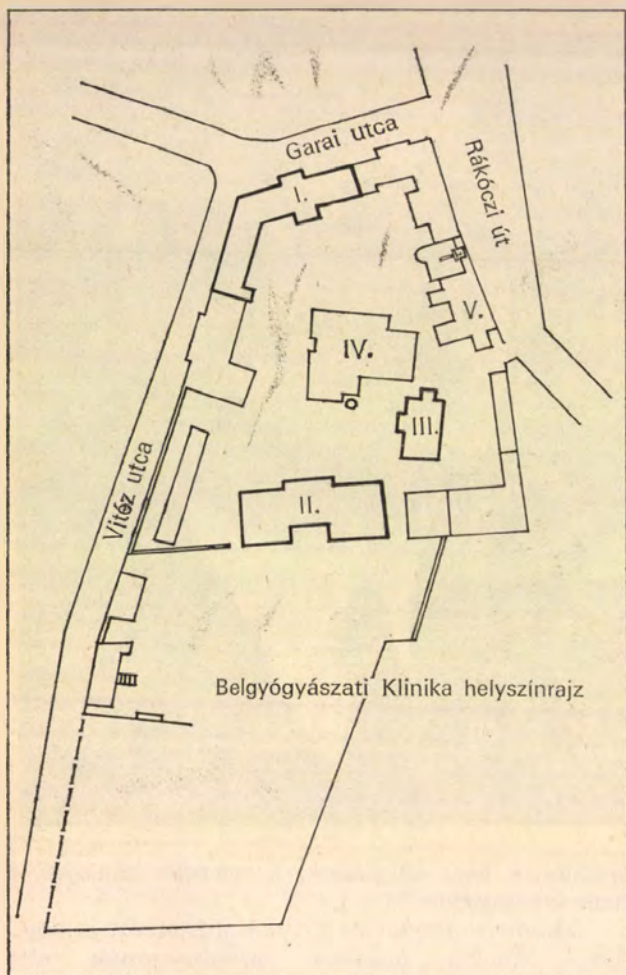 Garai utca
Rákóczi út
I.
V.
IV.
III.
Vitéz utca
II.
Belgyógyászati Klinika helyszínrajz